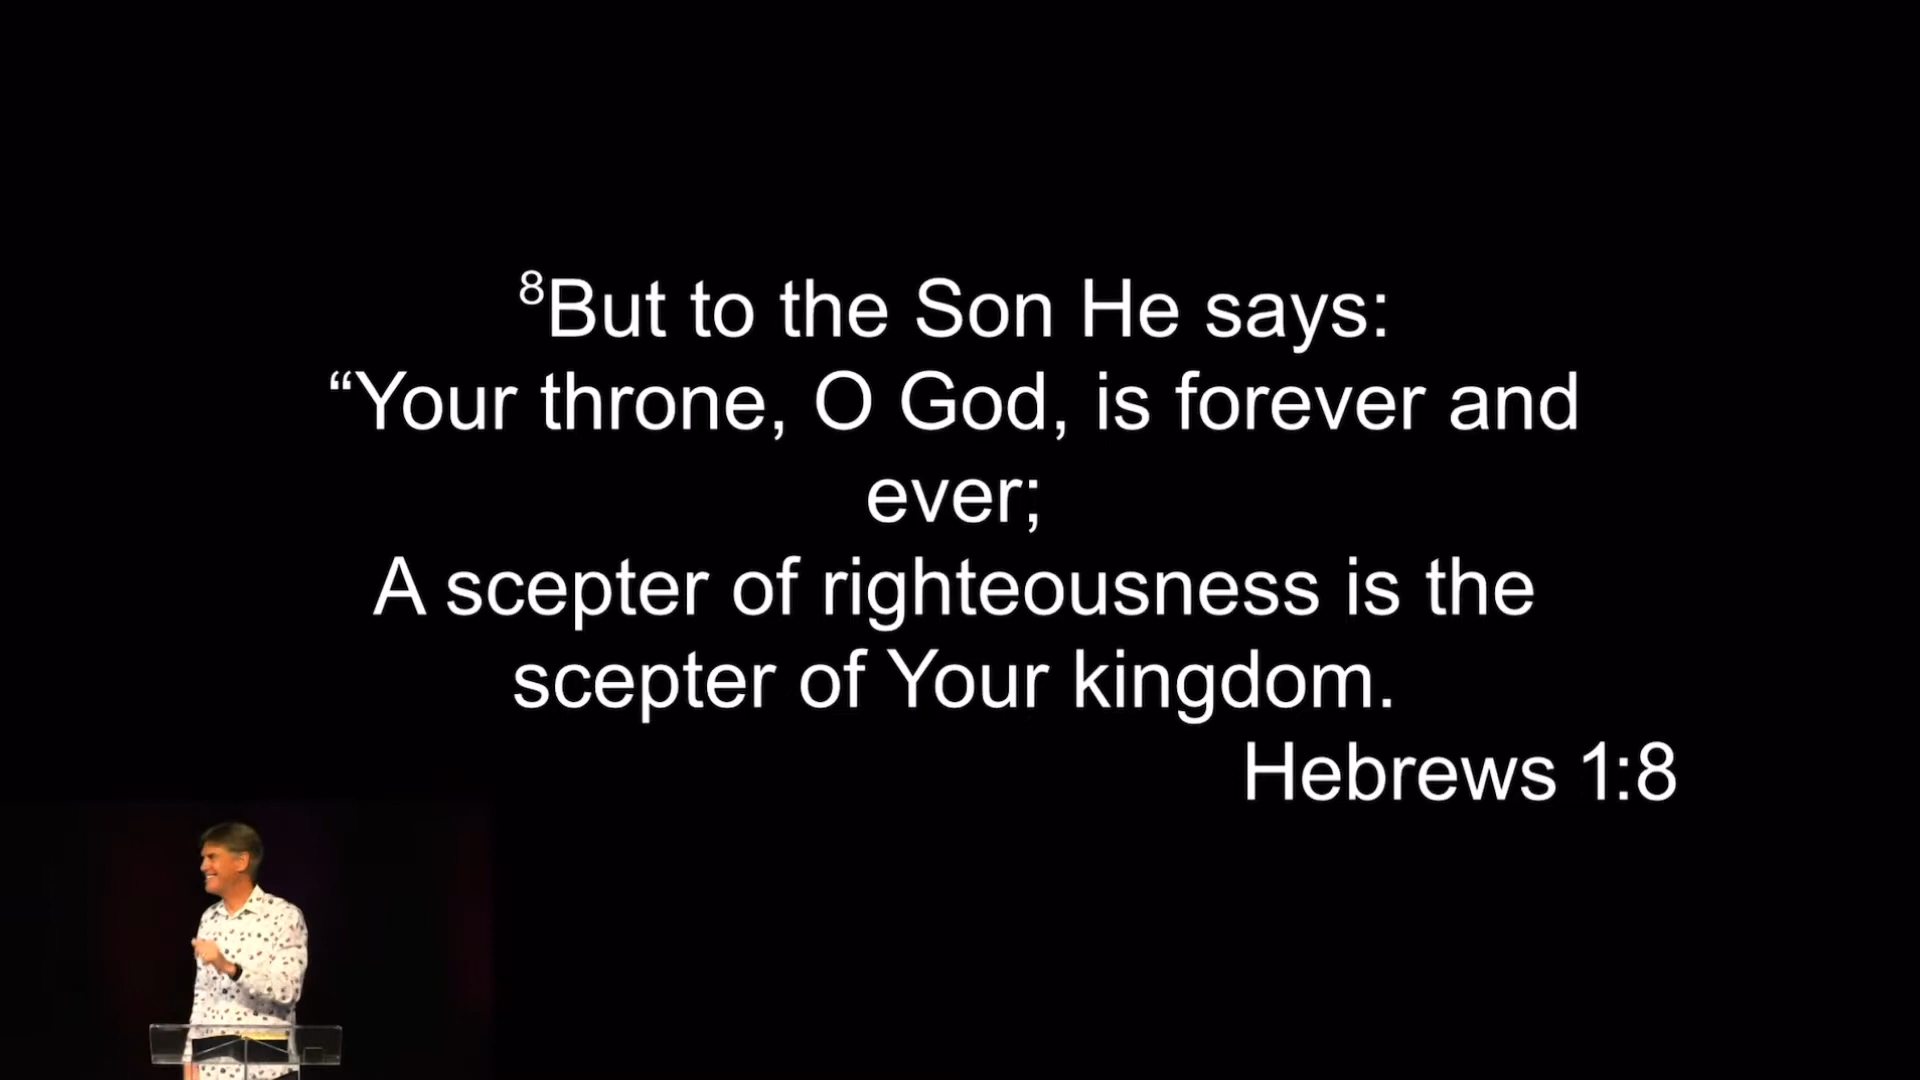 ⁸But to the Son He says:
“Your throne, O God, is forever and
ever;
A scepter of righteousness is the
scepter of Your kingdom.
Hebrews 1:8